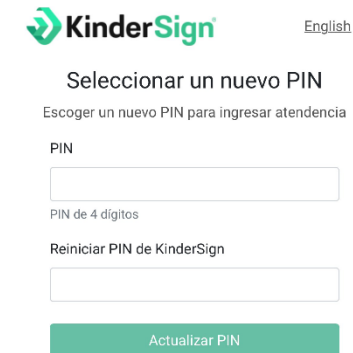 KinderSign
English
Seleccionar un nuevo PIN
Escoger un nuevo PIN para ingresar atendencia
PIN
PIN de 4 dígitos
Reiniciar PIN de KinderSign
Actualizar PIN